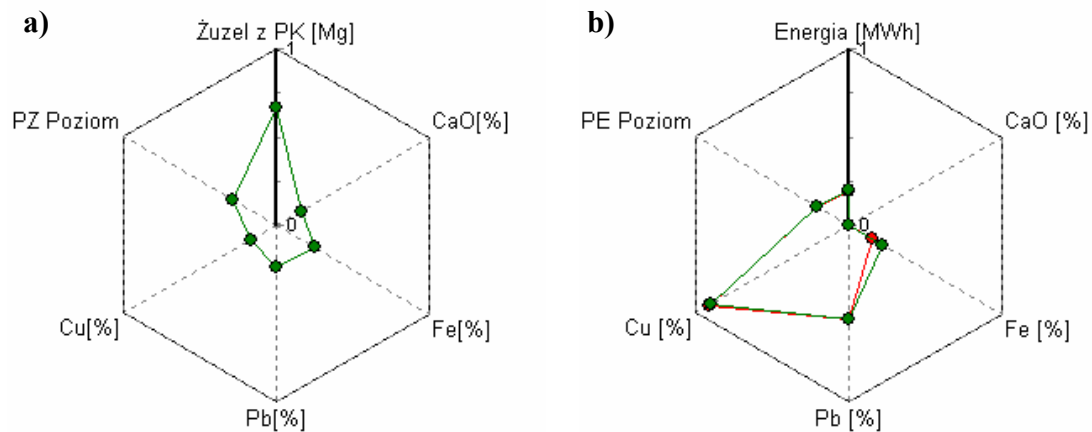 a)
Żuzel z PK [Mg]
1
PZ Poziom
CaO[%]
0
Cu[%]
Fe[%]
Pb[%]
b)
Energia [MWh]
1
PE Poziom
CaO [%]
0
Cu [%]
Fe [%]
Pb [%]